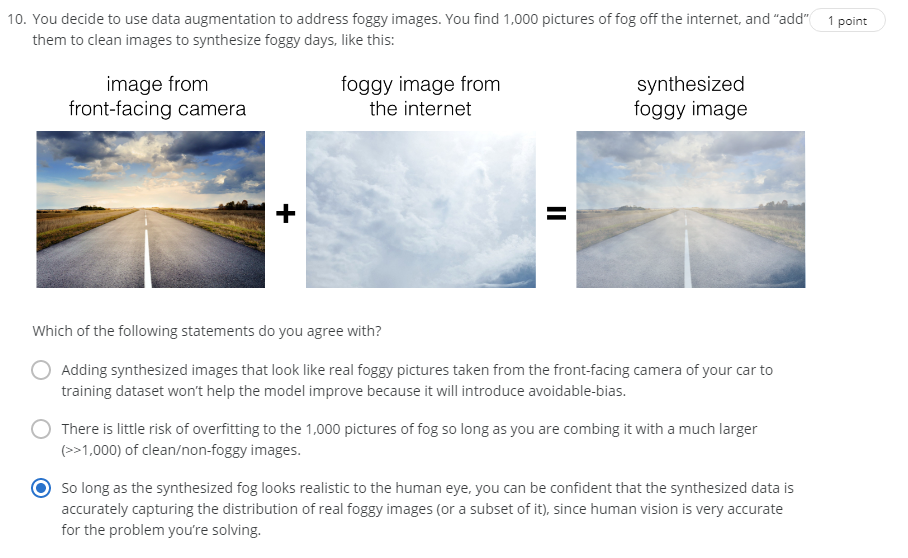 10. You decide to use data augmentation to address foggy images. You find 1,000 pictures of fog off the internet, and “add”
1 point
them to clean images to synthesize foggy days, like this:
image from
front-facing camera
foggy image from
the internet
synthesized
foggy image
+
=
Which of the following statements do you agree with?
Adding synthesized images that look like real foggy pictures taken from the front-facing camera of your car to
training dataset won’t help the model improve because it will introduce avoidable-bias.
There is little risk of overfitting to the 1,000 pictures of fog so long as you are combing it with a much larger
(>>1,000) of clean/non-foggy images.
So long as the synthesized fog looks realistic to the human eye, you can be confident that the synthesized data is
accurately capturing the distribution of real foggy images (or a subset of it), since human vision is very accurate
for the problem you’re solving.